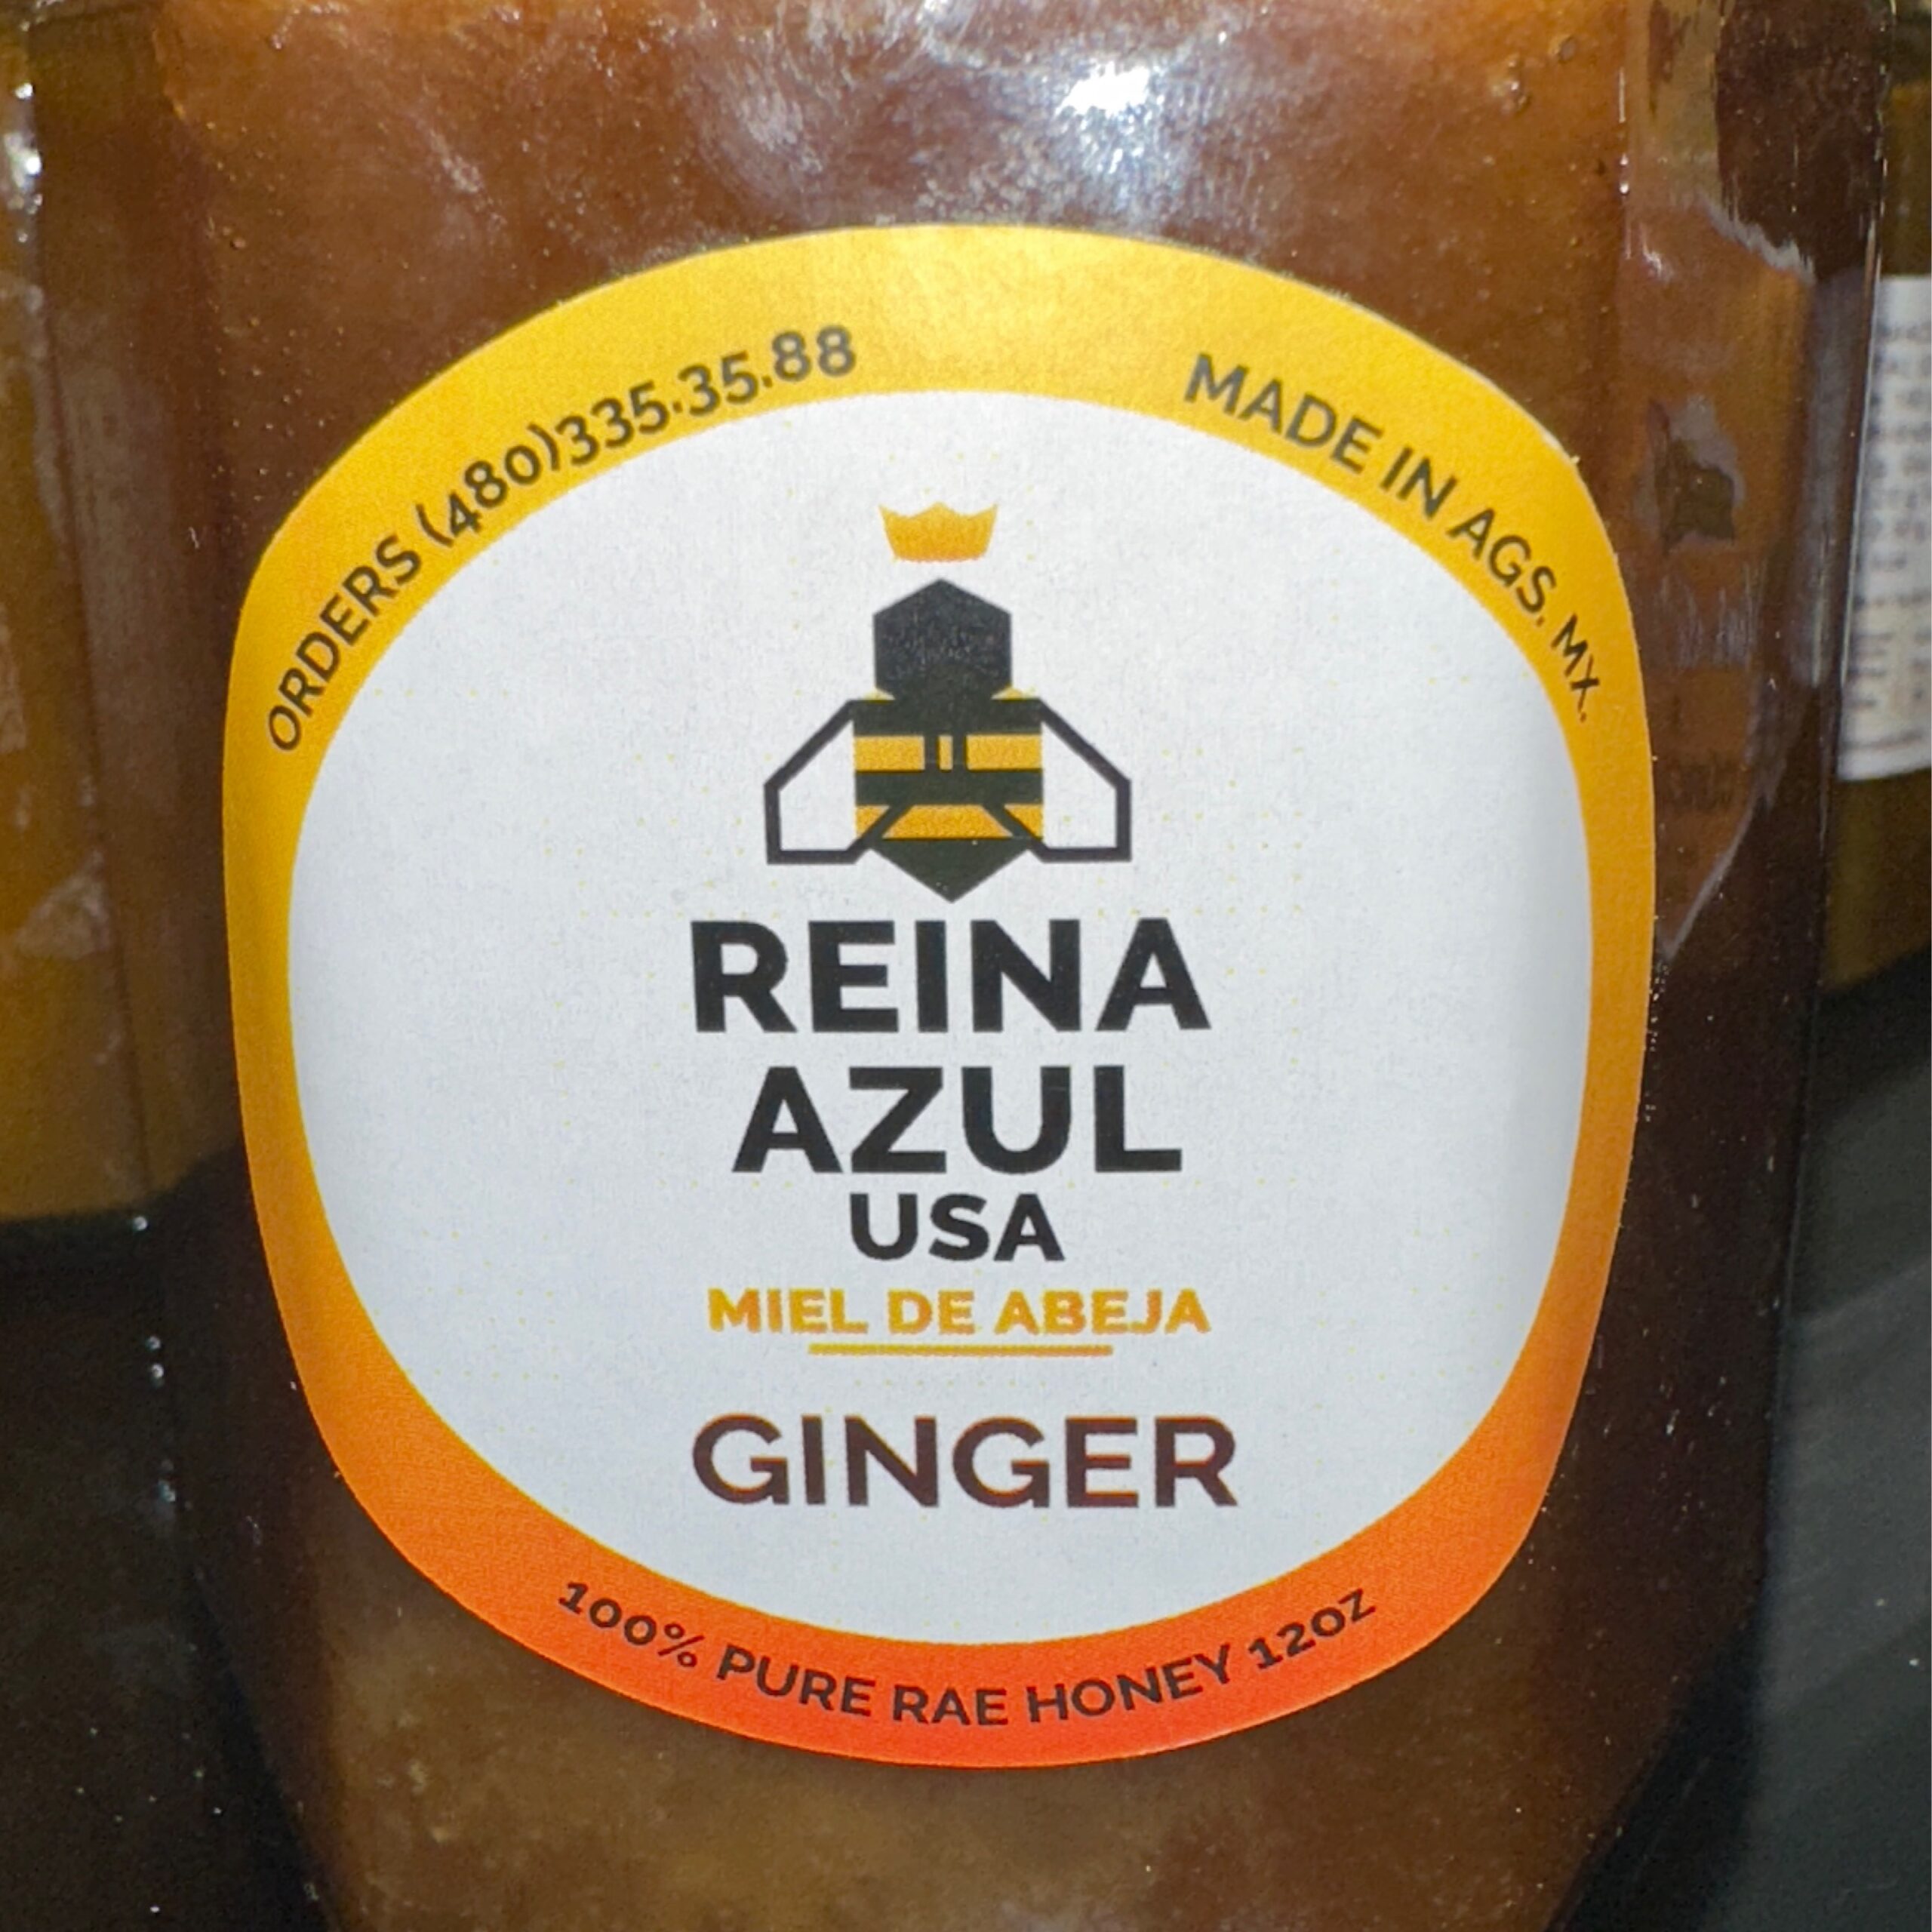 ORDERS (480)335.35.88
MADE IN AGS. MX.
REINA
AZUL
USA
MIEL DE ABEJA
GINGER
100% PURE RAE HONEY 12OZ